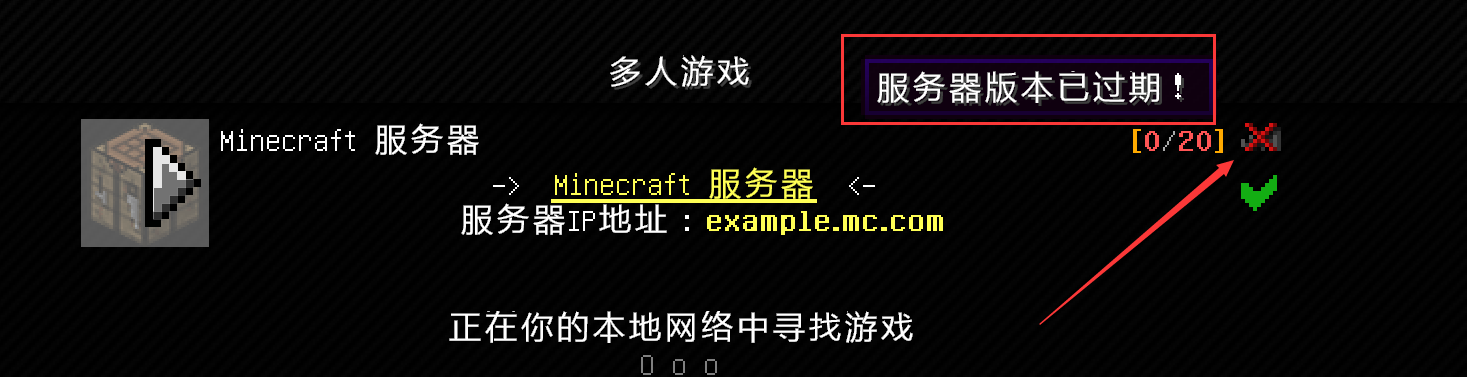 多人游戏
服务器版本已过期！
Minecraft 服务器
[0/20]
-> Minecraft 服务器 <-
服务器IP地址：example.mc.com
正在你的本地网络中寻找游戏
O o o